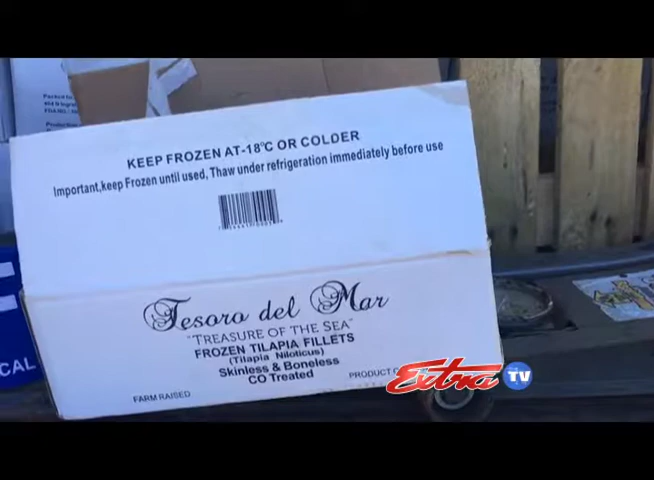 KEEP FROZEN AT-18°C OR COLDER
Important,keep Frozen until used, Thaw under refrigeration immediately before use
Tesoro del Mar
"TREASURE OF THE SEA"
FROZEN TILAPIA FILLETS
(Tilapia Niloticus)
Skinless & Boneless
CO Treated
FARM RAISED
PRODUCT
CAL
Extra TV